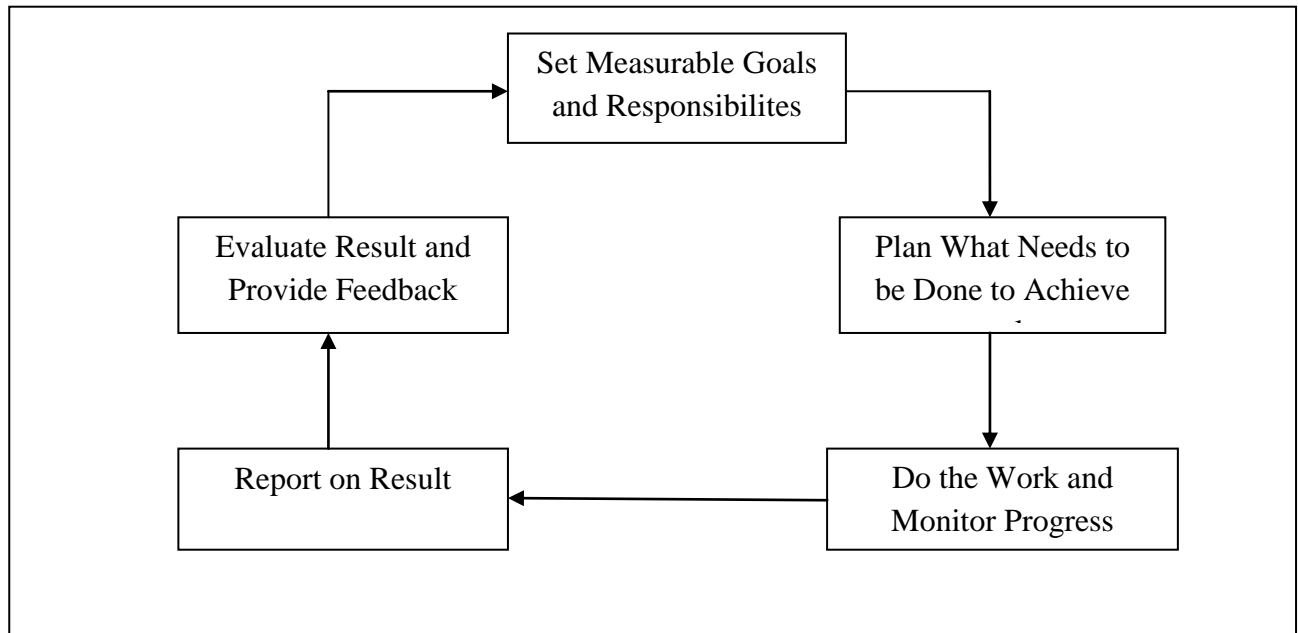 Set Measurable Goals
and Responsibilites
Plan What Needs to
be Done to Achieve
Do the Work and
Monitor Progress
Report on Result
Evaluate Result and
Provide Feedback